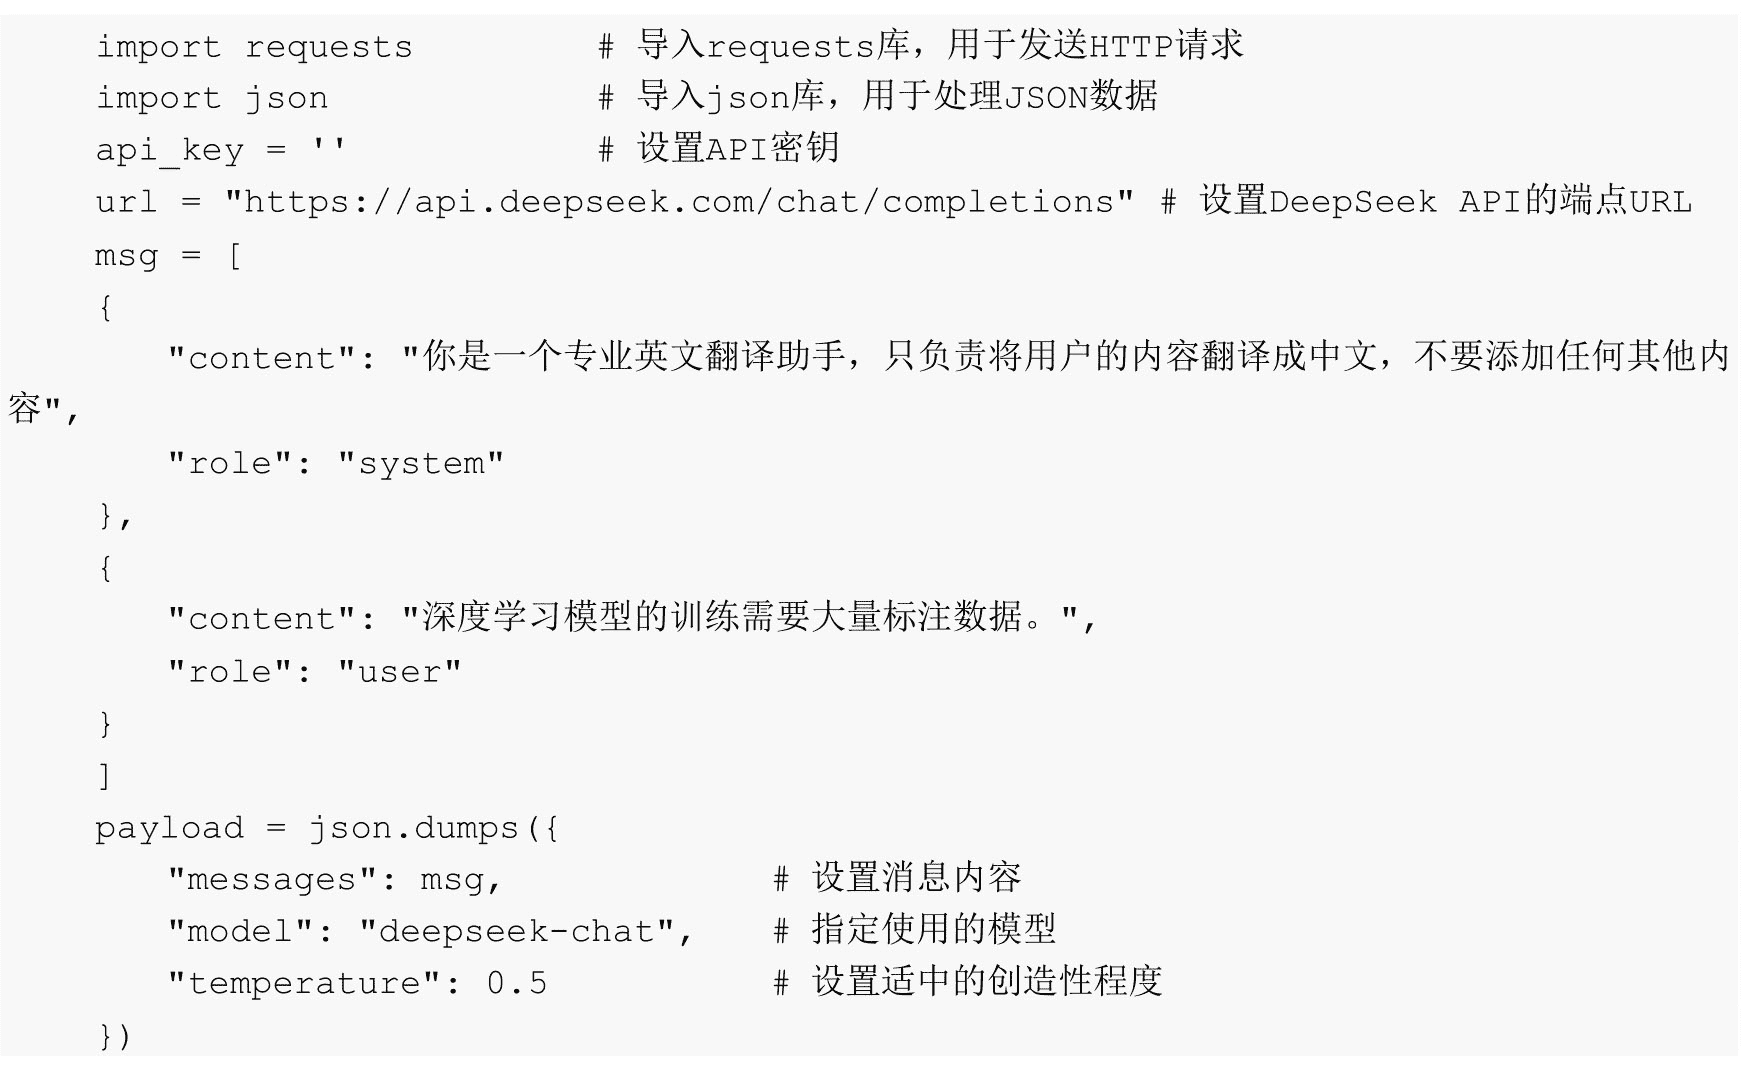 import requests # 导入requests库，用于发送HTTP请求
import json # 导入json库，用于处理JSON数据
api_key = '' # 设置API密钥
url = "https://api.deepseek.com/chat/completions" # 设置DeepSeek API的端点URL
msg = [
{
"content": "你是一个专业英文翻译助手，只负责将用户的内容翻译成中文，不要添加任何其他内
容",
"role": "system"
},
{
"content": "深度学习模型的训练需要大量标注数据。",
"role": "user"
}
]
payload = json.dumps({
"messages": msg, # 设置消息内容
"model": "deepseek-chat", # 指定使用的模型
"temperature": 0.5 # 设置适中的创造性程度
})